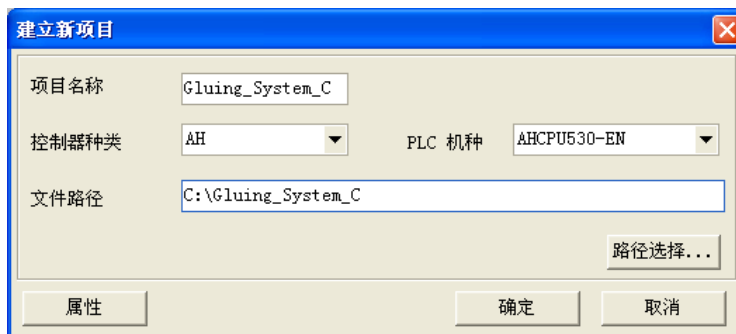 建立新项目
项目名称 Gluing_System_C
控制器种类 AH PLC 机种 AHCPU530-EN
文件路径 C:\Gluing_System_C
路径选择...
属性 确定 取消